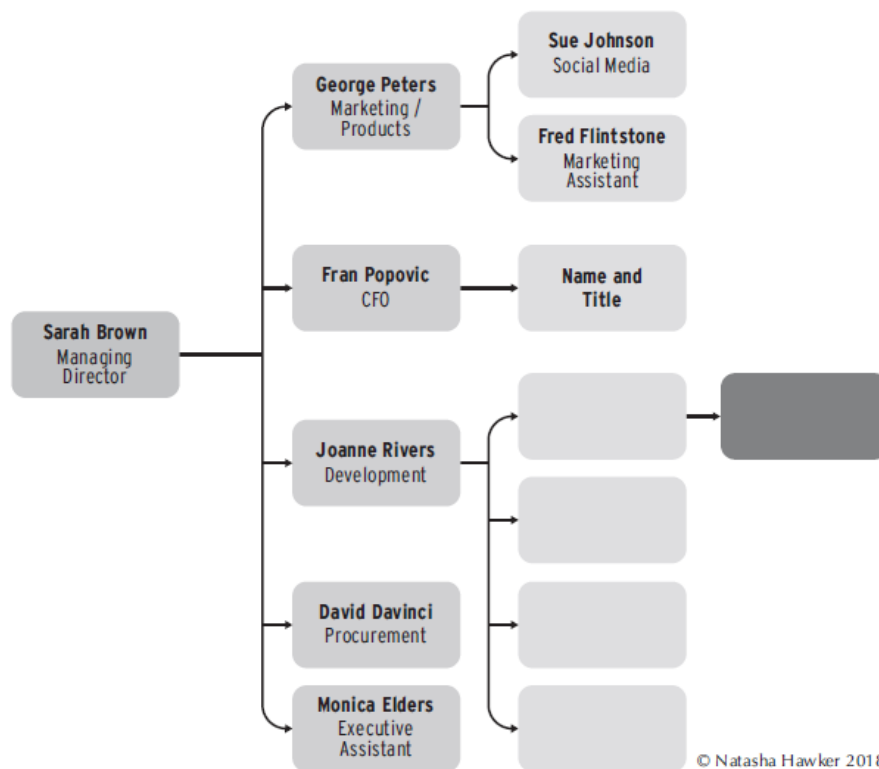 Sue Johnson
Social Media
George Peters
Marketing /
Products
Fred Flintstone
Marketing
Assistant
Fran Popovic
CFO
Name and
Title
Sarah Brown
Managing
Director
Joanne Rivers
Development
David Davinci
Procurement
Monica Elders
Executive
Assistant
© Natasha Hawker 2018